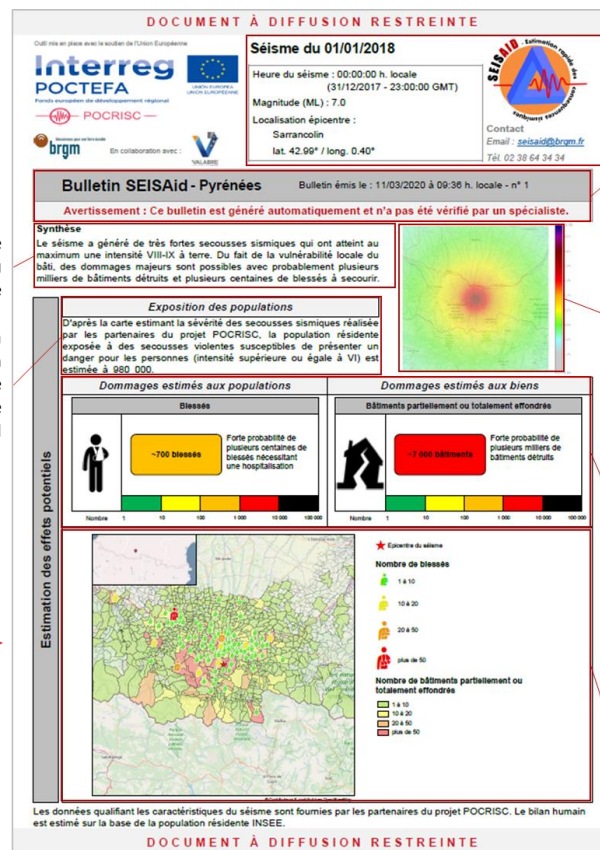 DOCUMENT À DIFFUSION RESTREINTE
Outil mis en place avec le soutien de l'Union Européenne
Interreg
POCTEFA
UNIÓN EUROPEA
UNION EUROPÉENNE
Fonds européen de développement régional
POCRISC
brgm
En collaboration avec :
VALABRE
Séisme du 01/01/2018
Heure du séisme : 00:00:00 h. locale
(31/12/2017 - 23:00:00 GMT)
Magnitude (ML) : 7.0
Localisation épicentre :
Sarrancolin
lat. 42.99° / long. 0.40°
SEISAID
Estimation rapide des conséquences sismiques
Contact
Email : seisaid@brgm.fr
Tél. 02 38 64 34 34
Bulletin SEISAid - Pyrénées
Bulletin émis le : 11/03/2020 à 09:36 h. locale - n° 1
Avertissement : Ce bulletin est généré automatiquement et n'a pas été vérifié par un spécialiste.
Synthèse
Le séisme a généré de très fortes secousses sismiques qui ont atteint au
maximum une intensité VIII-IX à terre. Du fait de la vulnérabilité locale du
bâti, des dommages majeurs sont possibles avec probablement plusieurs
milliers de bâtiments détruits et plusieurs centaines de blessés à secourir.
Estimation des effets potentiels
Exposition des populations
D'après la carte estimant la sévérité des secousses sismiques réalisée
par les partenaires du projet POCRISC, la population résidente
exposée à des secousses violentes susceptibles de présenter un
danger pour les personnes (intensité supérieure ou égale à VI) est
estimée à 980 000.
Dommages estimés aux populations
Blessés
~700 blessés
Forte probabilité de
plusieurs centaines de
blessés nécessitant
une hospitalisation
Nombre 1 10 100 1 000 10 000 100 000
Dommages estimés aux biens
Bâtiments partiellement ou totalement effondrés
~7 000 bâtiments
Forte probabilité de
plusieurs milliers de
bâtiments détruits
Nombre 1 10 100 1 000 10 000 100 000
Epicentre du séisme
Nombre de blessés
1 à 10
10 à 20
20 à 50
plus de 50
Nombre de bâtiments partiellement ou
totalement effondrés
1 à 10
10 à 20
20 à 50
plus de 50
Les données qualifiant les caractéristiques du séisme sont fournies par les partenaires du projet POCRISC. Le bilan humain
est estimé sur la base de la population résidente INSEE.
DOCUMENT À DIFFUSION RESTREINTE